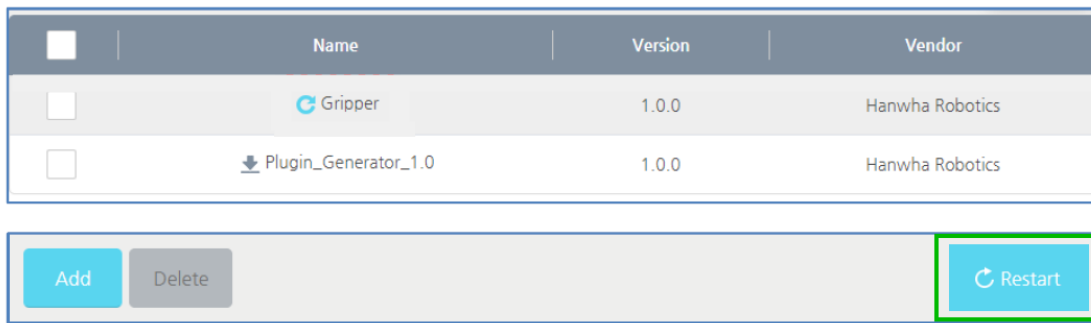 Name Version Vendor
Gripper 1.0.0 Hanwha Robotics
Plugin_Generator_1.0 1.0.0 Hanwha Robotics
Add Delete Restart